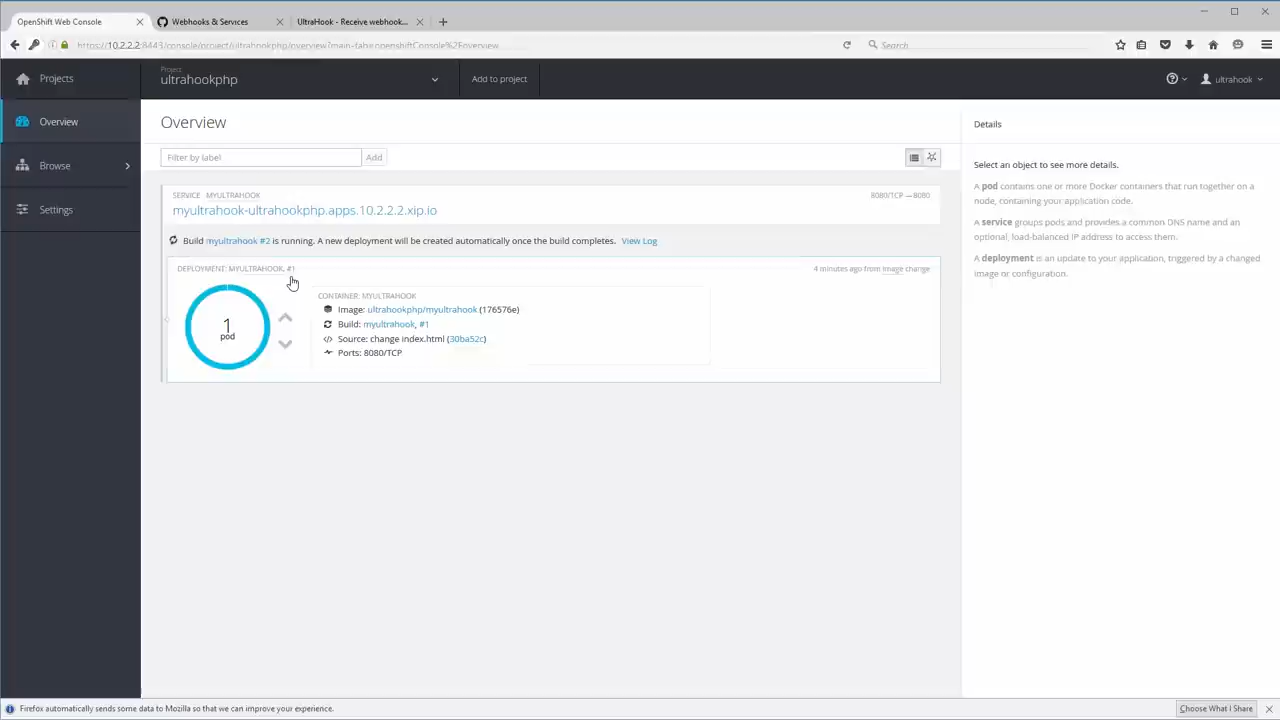 OpenShift Web Console
Webhooks & Services
UltraHook - Receive webhook...
https://10.2.2.2:8443/console/project/ultrahookphp/overview?main-tab=openshiftConsole%2Foverview
Search
Projects
Project
ultrahookphp
Add to project
ultrahook
Overview
Browse
Settings
Overview
Filter by label
Add
SERVICE MYULTRAHOOK
8080/TCP → 8080
myultrahook-ultrahookphp.apps.10.2.2.2.xip.io
Build myultrahook #2 is running. A new deployment will be created automatically once the build completes. View Log
DEPLOYMENT: MYULTRAHOOK, #1
4 minutes ago from image change
1
pod
CONTAINER: MYULTRAHOOK
Image: ultrahookphp/myultrahook (176576e)
Build: myultrahook, #1
Source: change index.html (30ba52c)
Ports: 8080/TCP
Details
Select an object to see more details.
A pod contains one or more Docker containers that run together on a
node, containing your application code.
A service groups pods and provides a common DNS name and an
optional, load-balanced IP address to access them.
A deployment is an update to your application, triggered by a changed
image or configuration.
Firefox automatically sends some data to Mozilla so that we can improve your experience.
Choose What I Share